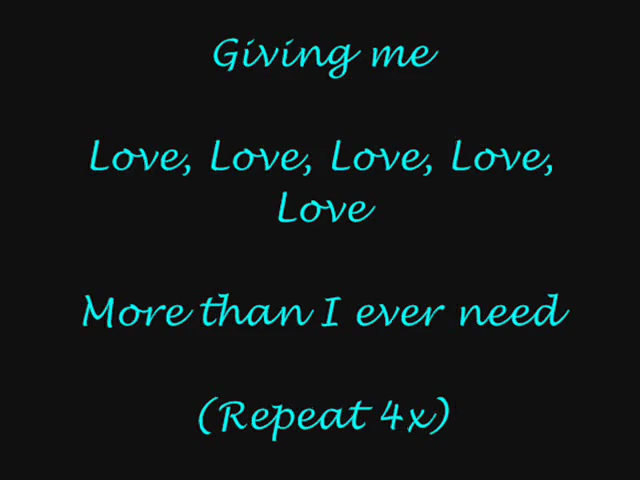 Giving me
Love, Love, Love, Love,
Love
More than I ever need
(Repeat 4x)